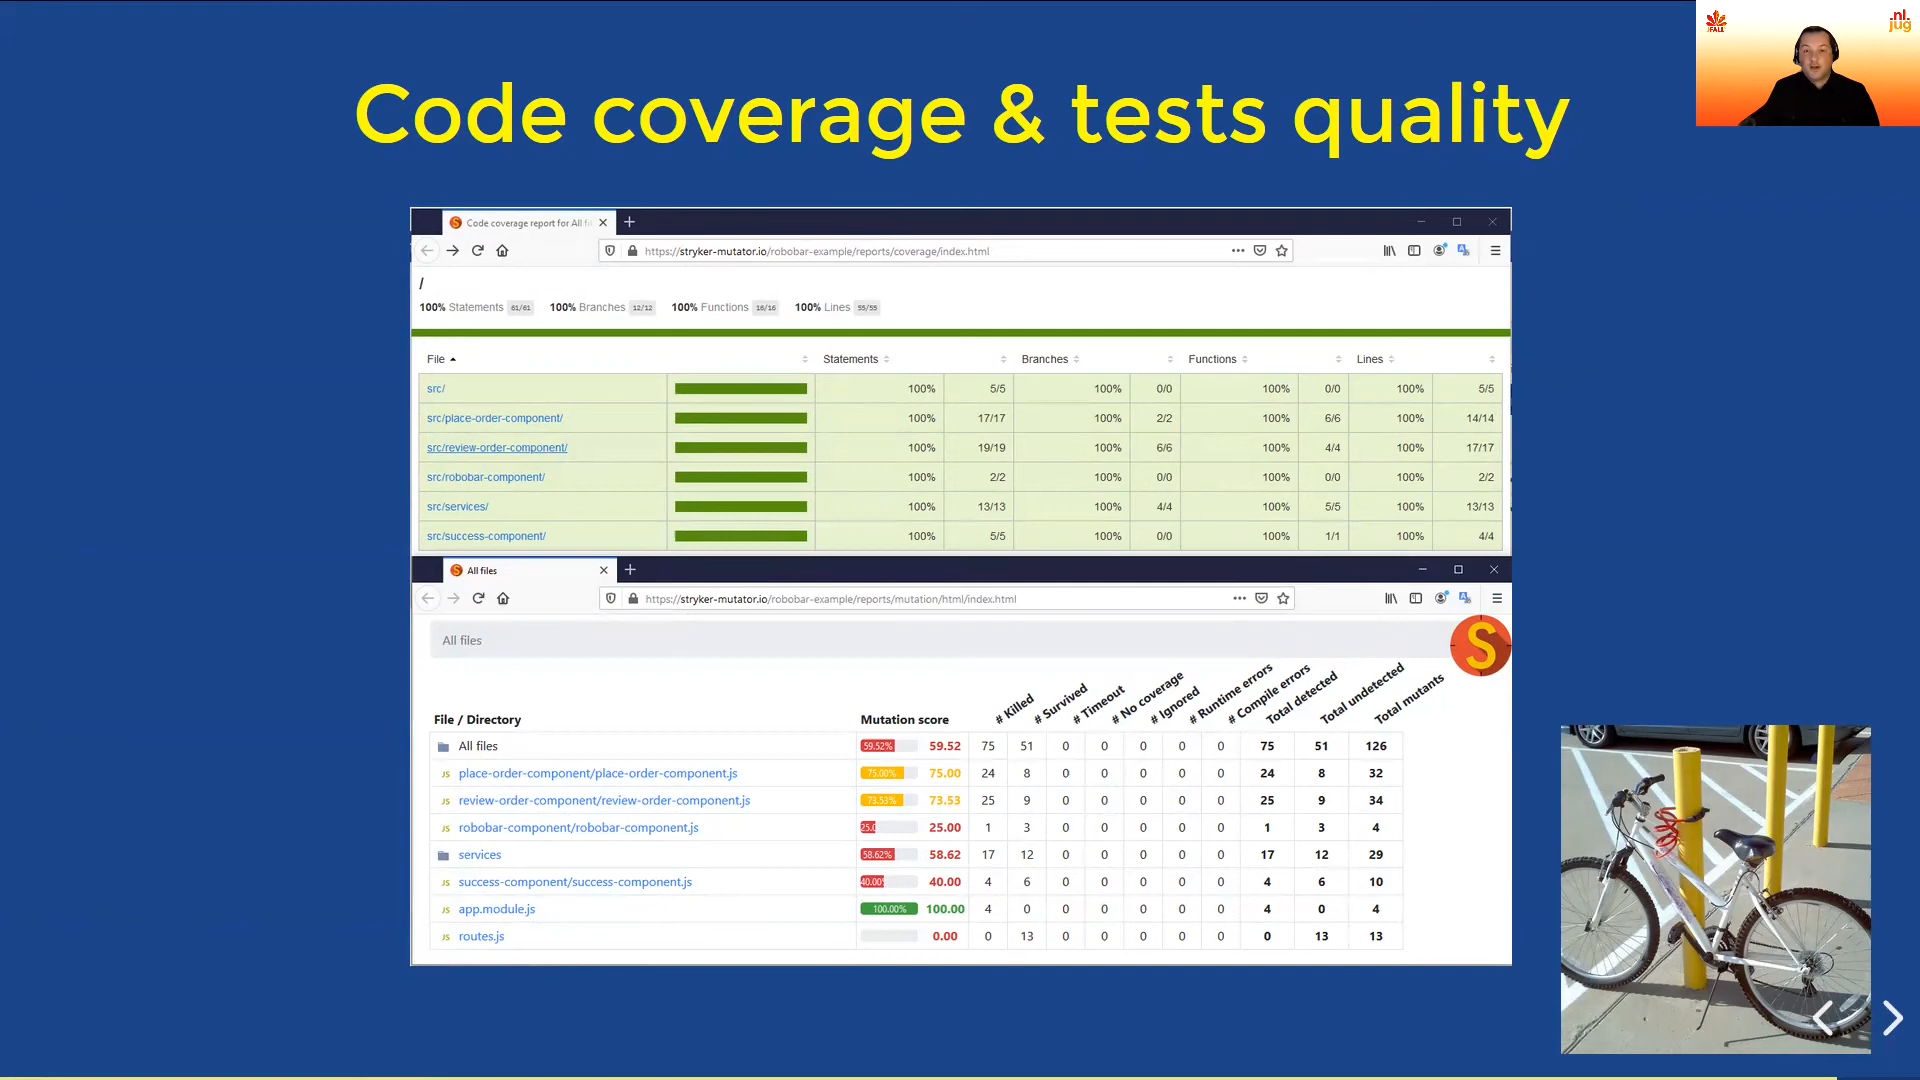 Code coverage & tests quality
FALL
.nl
jug
Code coverage report for All fi
https://stryker-mutator.io/robobar-example/reports/coverage/index.html
/
100% Statements 61/61 100% Branches 12/12 100% Functions 16/16 100% Lines 55/55
File Statements Branches Functions Lines
src/ 100% 5/5 100% 0/0 100% 0/0 100% 5/5
src/place-order-component/ 100% 17/17 100% 2/2 100% 6/6 100% 14/14
src/review-order-component/ 100% 19/19 100% 6/6 100% 4/4 100% 17/17
src/robobar-component/ 100% 2/2 100% 0/0 100% 0/0 100% 2/2
src/services/ 100% 13/13 100% 4/4 100% 5/5 100% 13/13
src/success-component/ 100% 5/5 100% 0/0 100% 1/1 100% 4/4
S All files
https://stryker-mutator.io/robobar-example/reports/mutation/html/index.html
All files
S
File / Directory Mutation score # Killed # Survived # Timeout # No coverage # Ignored # Runtime errors # Compile errors Total detected Total undetected Total mutants
All files 59.52% 59.52 75 51 0 0 0 0 0 75 51 126
JS place-order-component/place-order-component.js 75.00% 75.00 24 8 0 0 0 0 0 24 8 32
JS review-order-component/review-order-component.js 73.53% 73.53 25 9 0 0 0 0 0 25 9 34
JS robobar-component/robobar-component.js 25.0 25.00 1 3 0 0 0 0 0 1 3 4
services 58.62% 58.62 17 12 0 0 0 0 0 17 12 29
JS success-component/success-component.js 40.00% 40.00 4 6 0 0 0 0 0 4 6 10
JS app.module.js 100.00% 100.00 4 0 0 0 0 0 0 4 0 4
JS routes.js 0.00 0 13 0 0 0 0 0 0 13 13